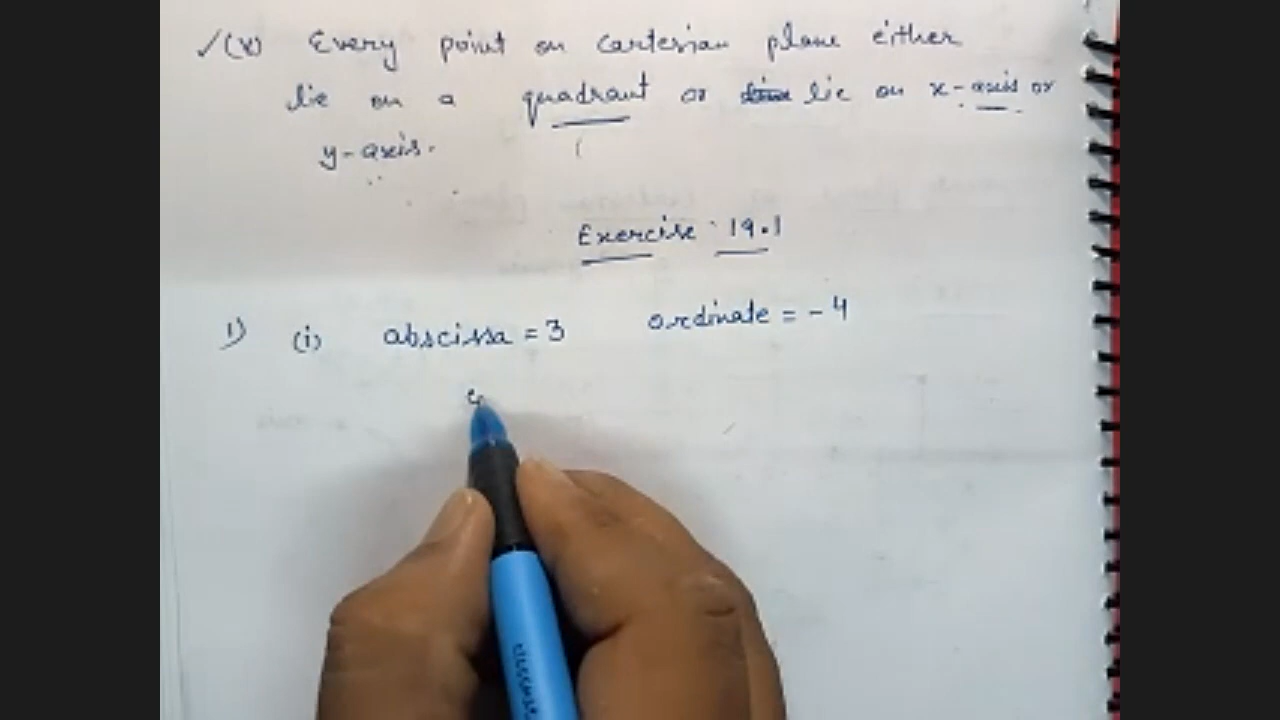 ✓(v) Every point on cartesian plane either
lie on a quadrant or lie on x-axis or
y-axis.
Exercise 19.1
1) (i) abscissa = 3 ordinate = -4